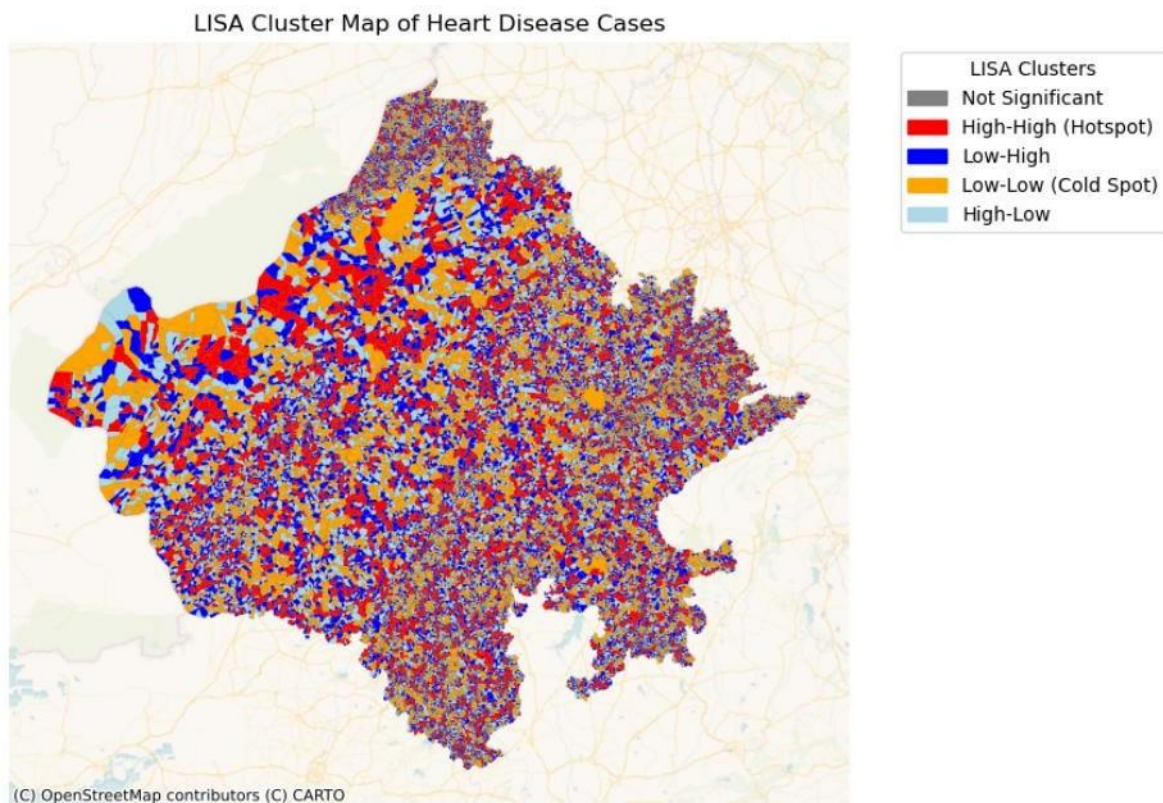 LISA Cluster Map of Heart Disease Cases
LISA Clusters
Not Significant
High-High (Hotspot)
Low-High
Low-Low (Cold Spot)
High-Low
(C) OpenStreetMap contributors (C) CARTO